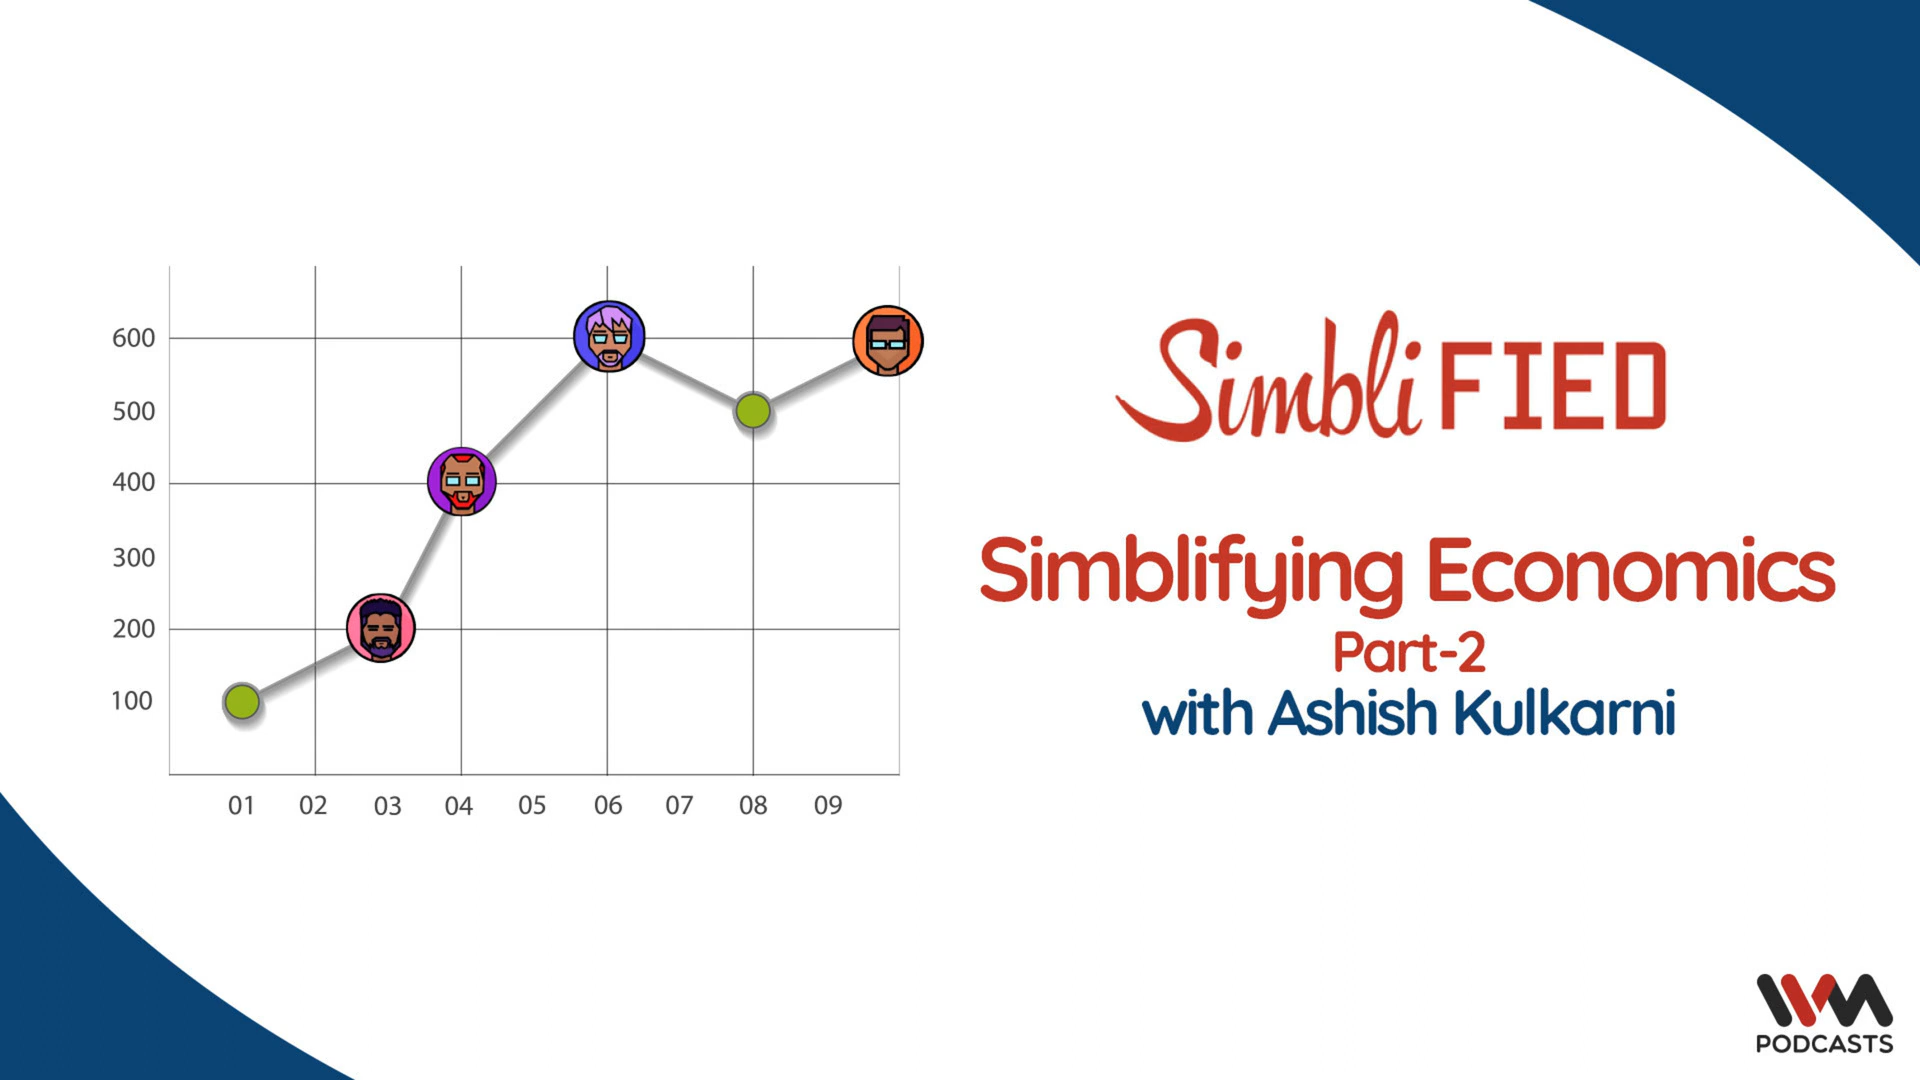 600
500
400
300
200
100
01 02 03 04 05 06 07 08 09
SimbliFIED
Simblifying Economics
Part-2
with Ashish Kulkarni
IVM
PODCASTS